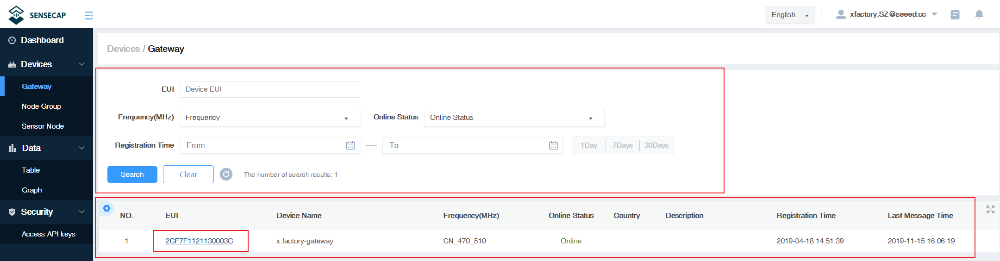 SENSECAP
English
xfactory.SZ@seeed.cc
Dashboard
Devices
Gateway
Node Group
Sensor Node
Data
Table
Graph
Security
Access API keys
Devices / Gateway
EUI Device EUI
Frequency(MHz) Frequency Online Status Online Status
Registration Time From — To 1Day 7Days 30Days
Search Clear The number of search results: 1
NO. EUI Device Name Frequency(MHz) Online Status Country Description Registration Time Last Message Time
1 2CF7F1121130003C x.factory-gateway CN_470_510 Online 2019-04-18 14:51:39 2019-11-15 16:06:19